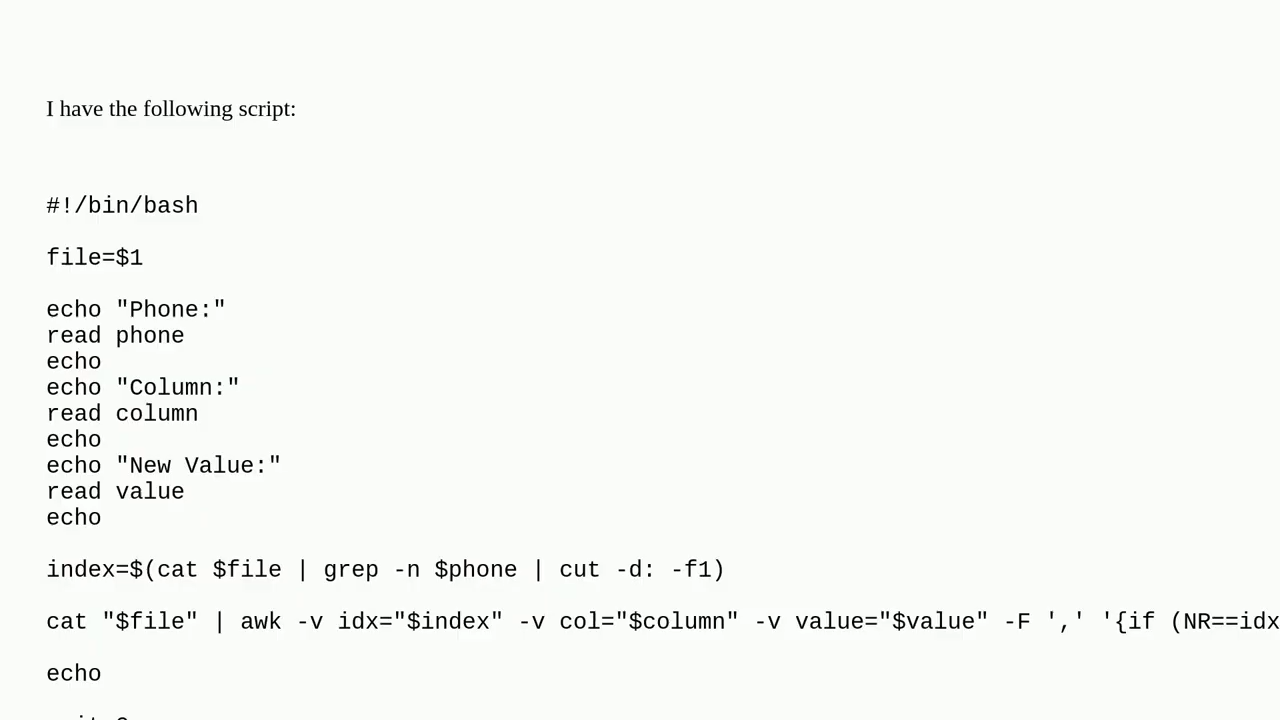 I have the following script:
#!/bin/bash
file=$1
echo "Phone:"
read phone
echo
echo "Column:"
read column
echo
echo "New Value:"
read value
echo
index=$(cat $file | grep -n $phone | cut -d: -f1)
cat "$file" | awk -v idx="$index" -v col="$column" -v value="$value" -F ',' '{if (NR==idx
echo